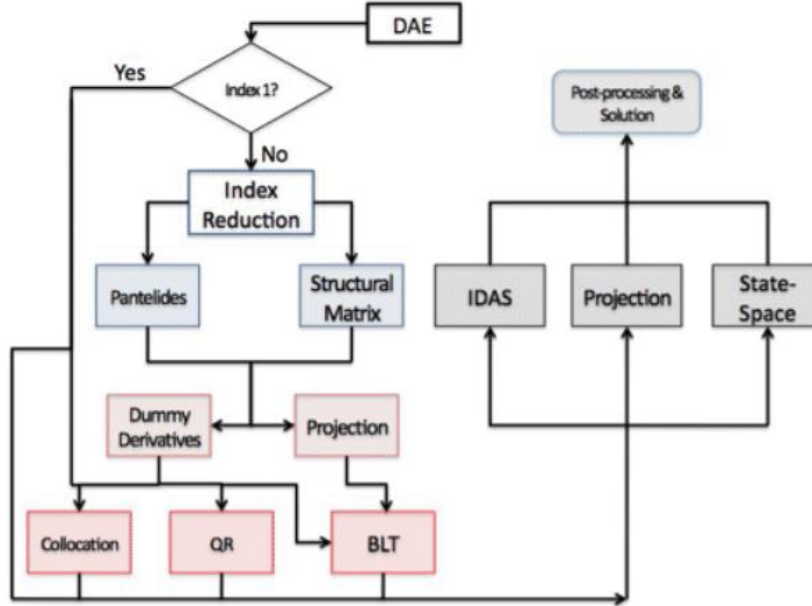 DAE
Yes
Index 1?
No
Index
Reduction
Pantelides
Structural
Matrix
Dummy
Derivatives
Projection
Collocation
QR
BLT
Post-processing &
Solution
IDAS
Projection
State-
Space